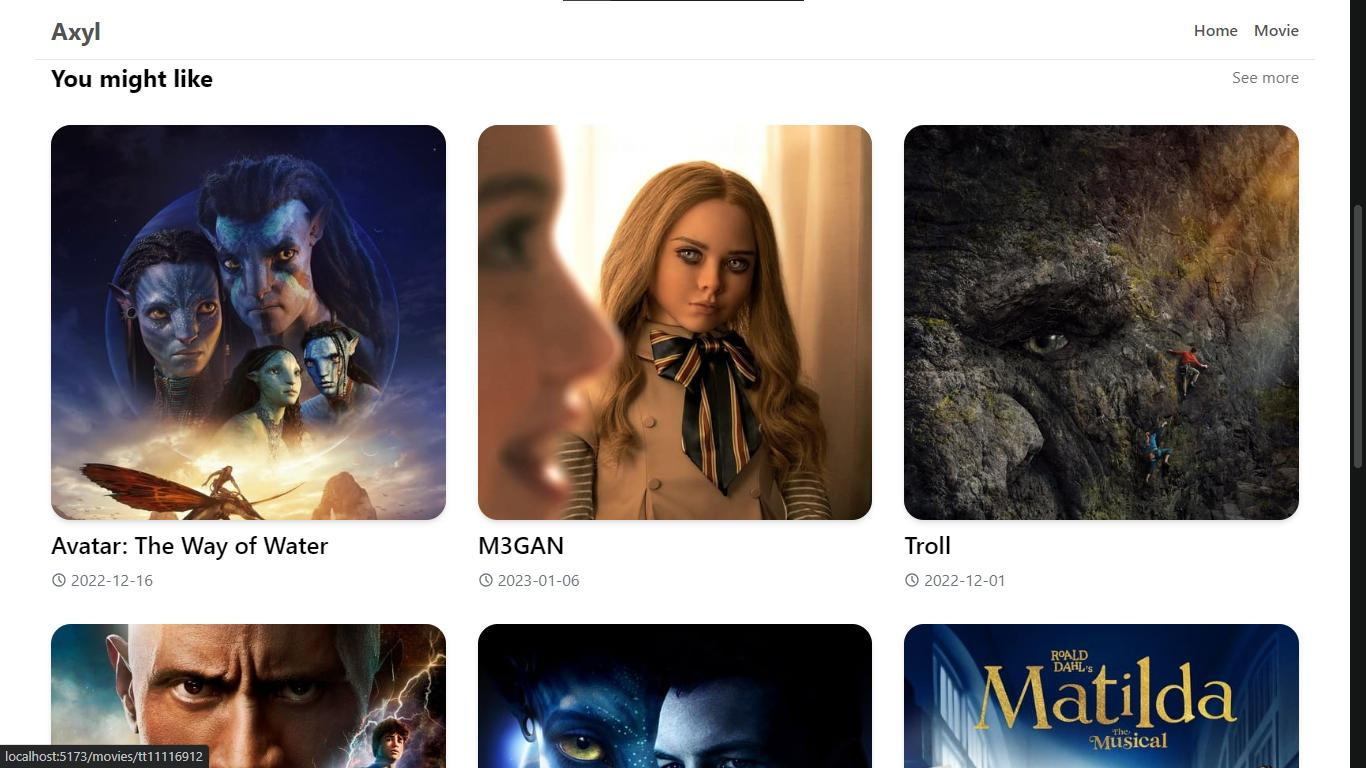 Axyl
Home Movie
You might like
See more
Avatar: The Way of Water
2022-12-16
M3GAN
2023-01-06
Troll
2022-12-01
ROALD
DAHL's
Matilda
The
Musical
localhost:5173/movies/tt11116912